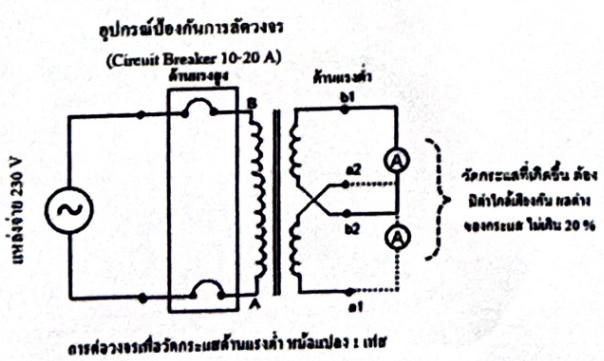 อุปกรณ์ป้องกันการลัดวงจร
(Circuit Breaker 10-20 A)
ด้านแรงสูง
ด้านแรงต่ำ
B
b1
A
a2
แหล่งจ่าย 230 V
วัดกระแสที่เกิดขึ้น ต้อง
มีค่าใกล้เคียงกัน ผลต่าง
ของกระแส ไม่เกิน 20 %
b2
A
A
a1
การต่อวงจรเพื่อวัดกระแสด้านแรงต่ำ หม้อแปลง 1 เฟส